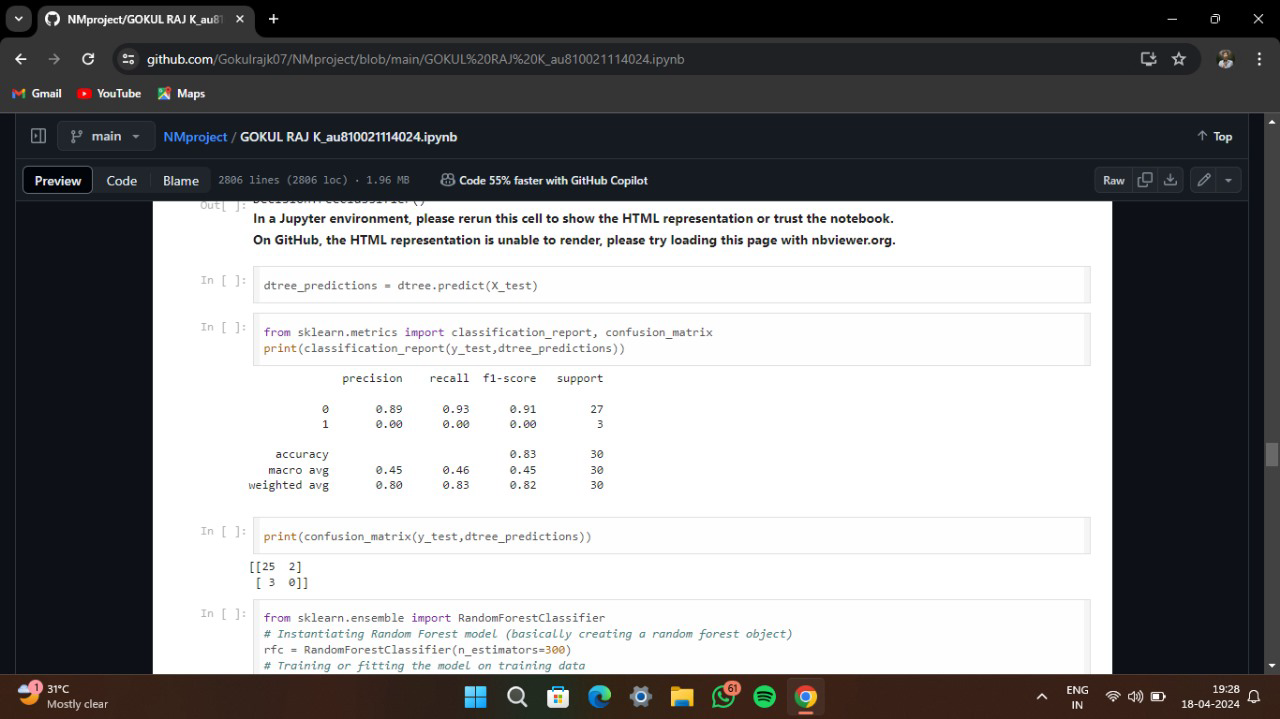 NMproject/GOKUL RAJ K_au81
github.com/Gokulrajk07/NMproject/blob/main/GOKUL%20RAJ%20K_au810021114024.ipynb
Gmail YouTube Maps
main NMproject / GOKUL RAJ K_au810021114024.ipynb Top
Preview Code Blame 2806 lines (2806 loc) · 1.96 MB Code 55% faster with GitHub Copilot Raw
Out[ ]: DecisionTreeClassifier()
In a Jupyter environment, please rerun this cell to show the HTML representation or trust the notebook.
On GitHub, the HTML representation is unable to render, please try loading this page with nbviewer.org.
In [ ]: dtree_predictions = dtree.predict(X_test)
In [ ]: from sklearn.metrics import classification_report, confusion_matrix
print(classification_report(y_test,dtree_predictions))
precision recall f1-score support
0 0.89 0.93 0.91 27
1 0.00 0.00 0.00 3
accuracy 0.83 30
macro avg 0.45 0.46 0.45 30
weighted avg 0.80 0.83 0.82 30
In [ ]: print(confusion_matrix(y_test,dtree_predictions))
[[25 2]
[ 3 0]]
In [ ]: from sklearn.ensemble import RandomForestClassifier
# Instantiating Random Forest model (basically creating a random forest object)
rfc = RandomForestClassifier(n_estimators=300)
# Training or fitting the model on training data
1 31°C
Mostly clear
61
ENG
IN
19:28
18-04-2024